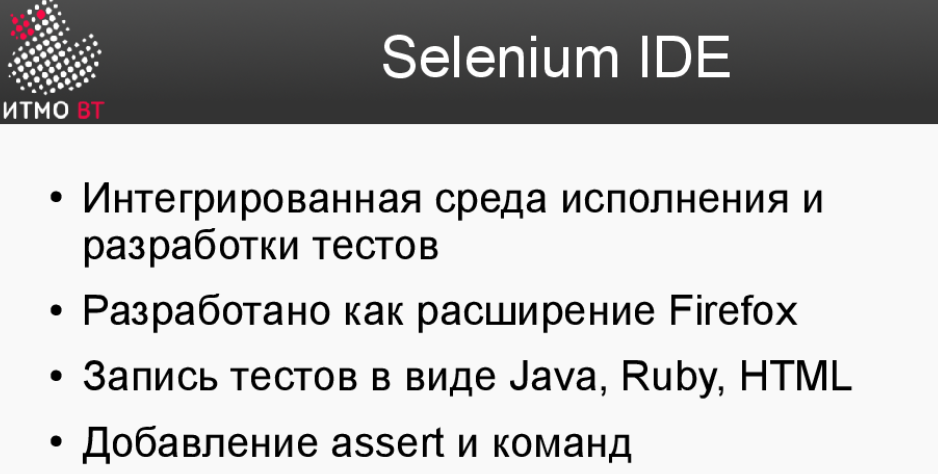 Selenium IDE
ИТМО ВТ
• Интегрированная среда исполнения и
разработки тестов
• Разработано как расширение Firefox
• Запись тестов в виде Java, Ruby, HTML
• Добавление assert и команд